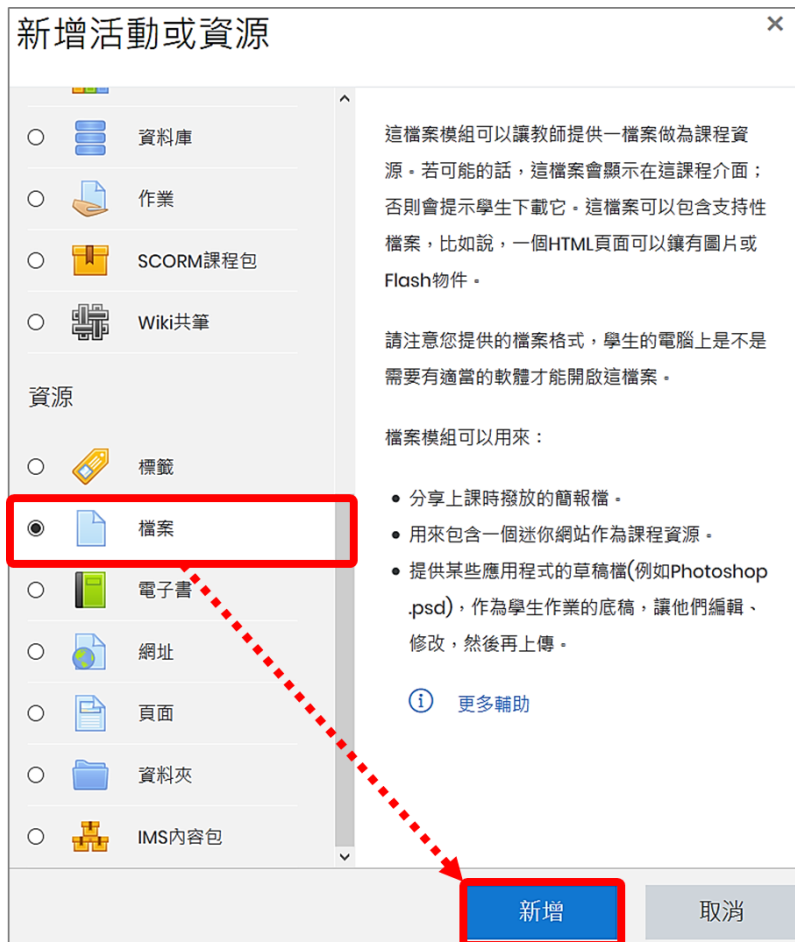 新增活動或資源
×
資料庫
作業
SCORM課程包
Wiki共筆
資源
標籤
檔案
電子書
網址
頁面
資料夾
IMS內容包
這檔案模組可以讓教師提供一檔案做為課程資
源。若可能的話，這檔案會顯示在這課程介面；
否則會提示學生下載它。這檔案可以包含支持性
檔案，比如說，一個HTML頁面可以鑲有圖片或
Flash物件。
請注意您提供的檔案格式，學生的電腦上是不是
需要有適當的軟體才能開啟這檔案。
檔案模組可以用來：
• 分享上課時撥放的簡報檔。
• 用來包含一個迷你網站作為課程資源。
• 提供某些應用程式的草稿檔(例如Photoshop
.psd)，作為學生作業的底稿，讓他們編輯、
修改，然後再上傳。
更多輔助
新增
取消